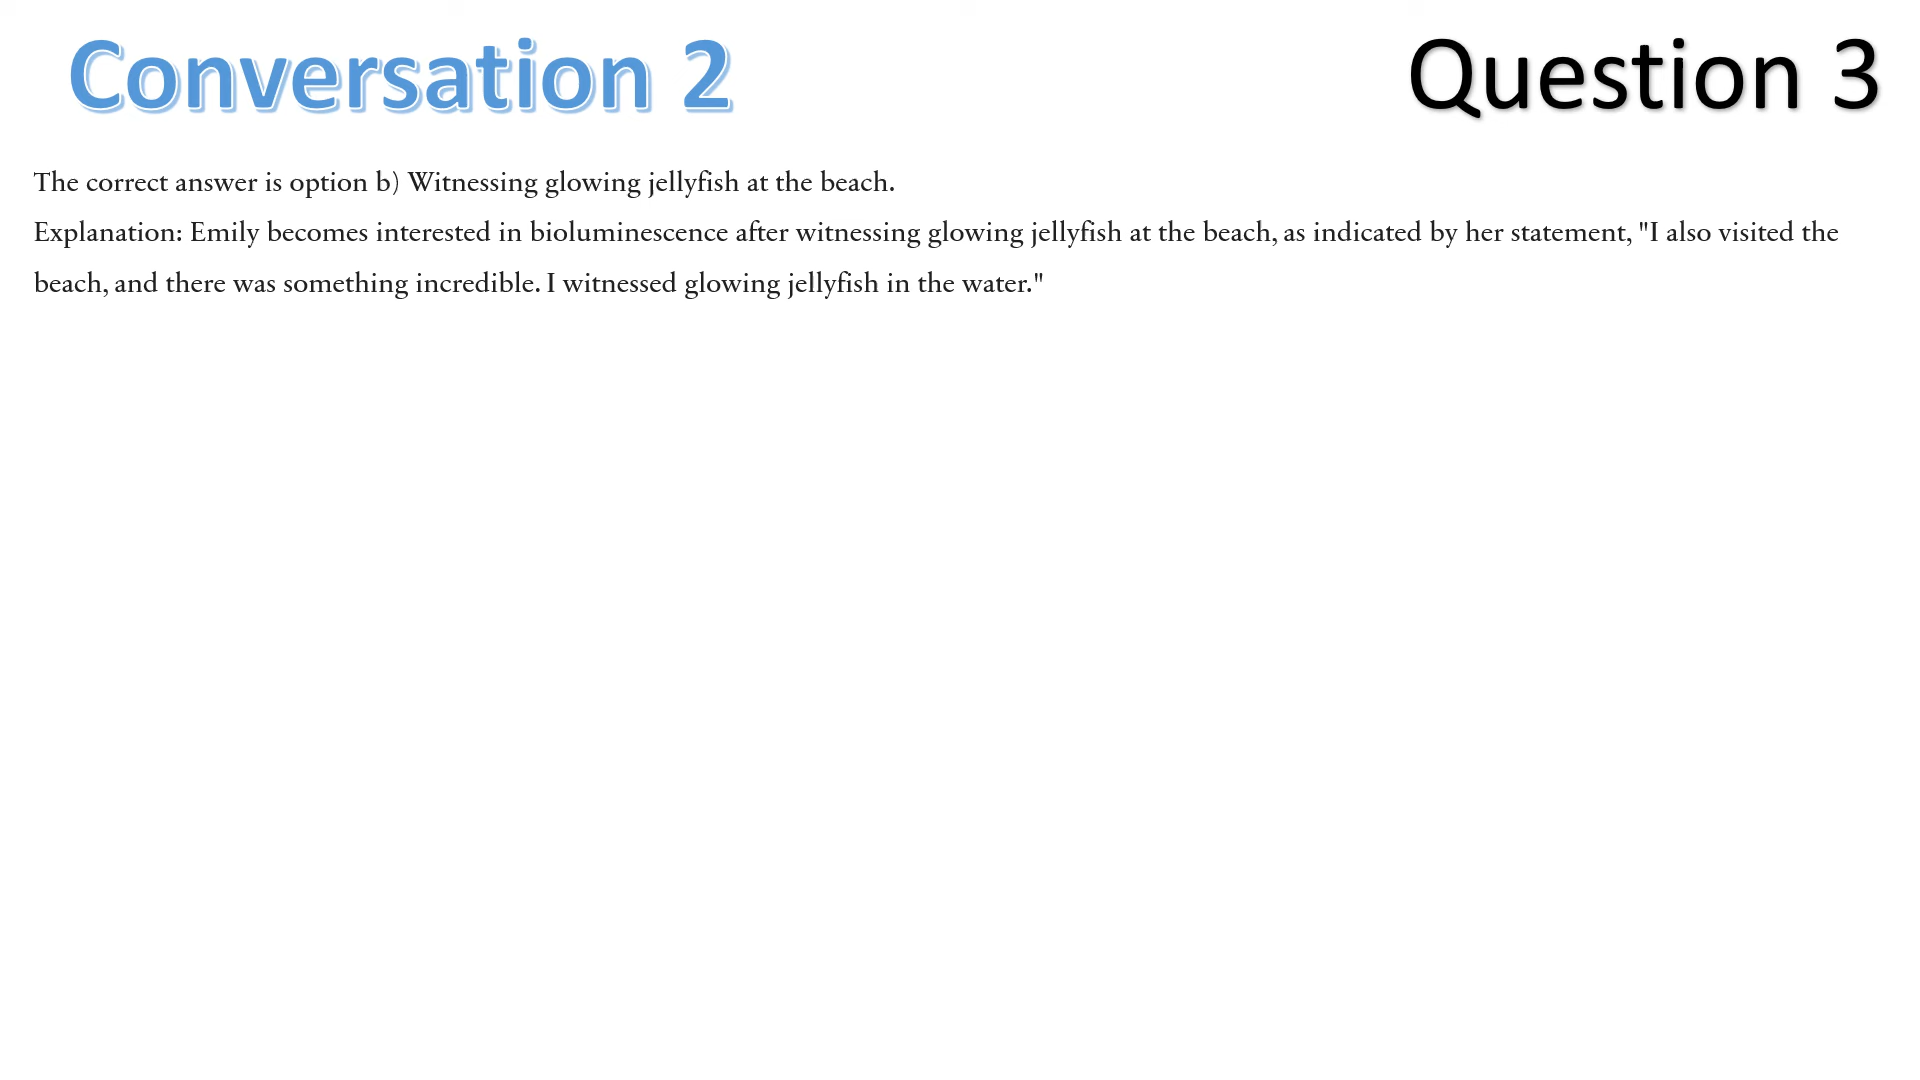 Conversation 2
Question 3
The correct answer is option b) Witnessing glowing jellyfish at the beach.
Explanation: Emily becomes interested in bioluminescence after witnessing glowing jellyfish at the beach, as indicated by her statement, "I also visited the
beach, and there was something incredible. I witnessed glowing jellyfish in the water."